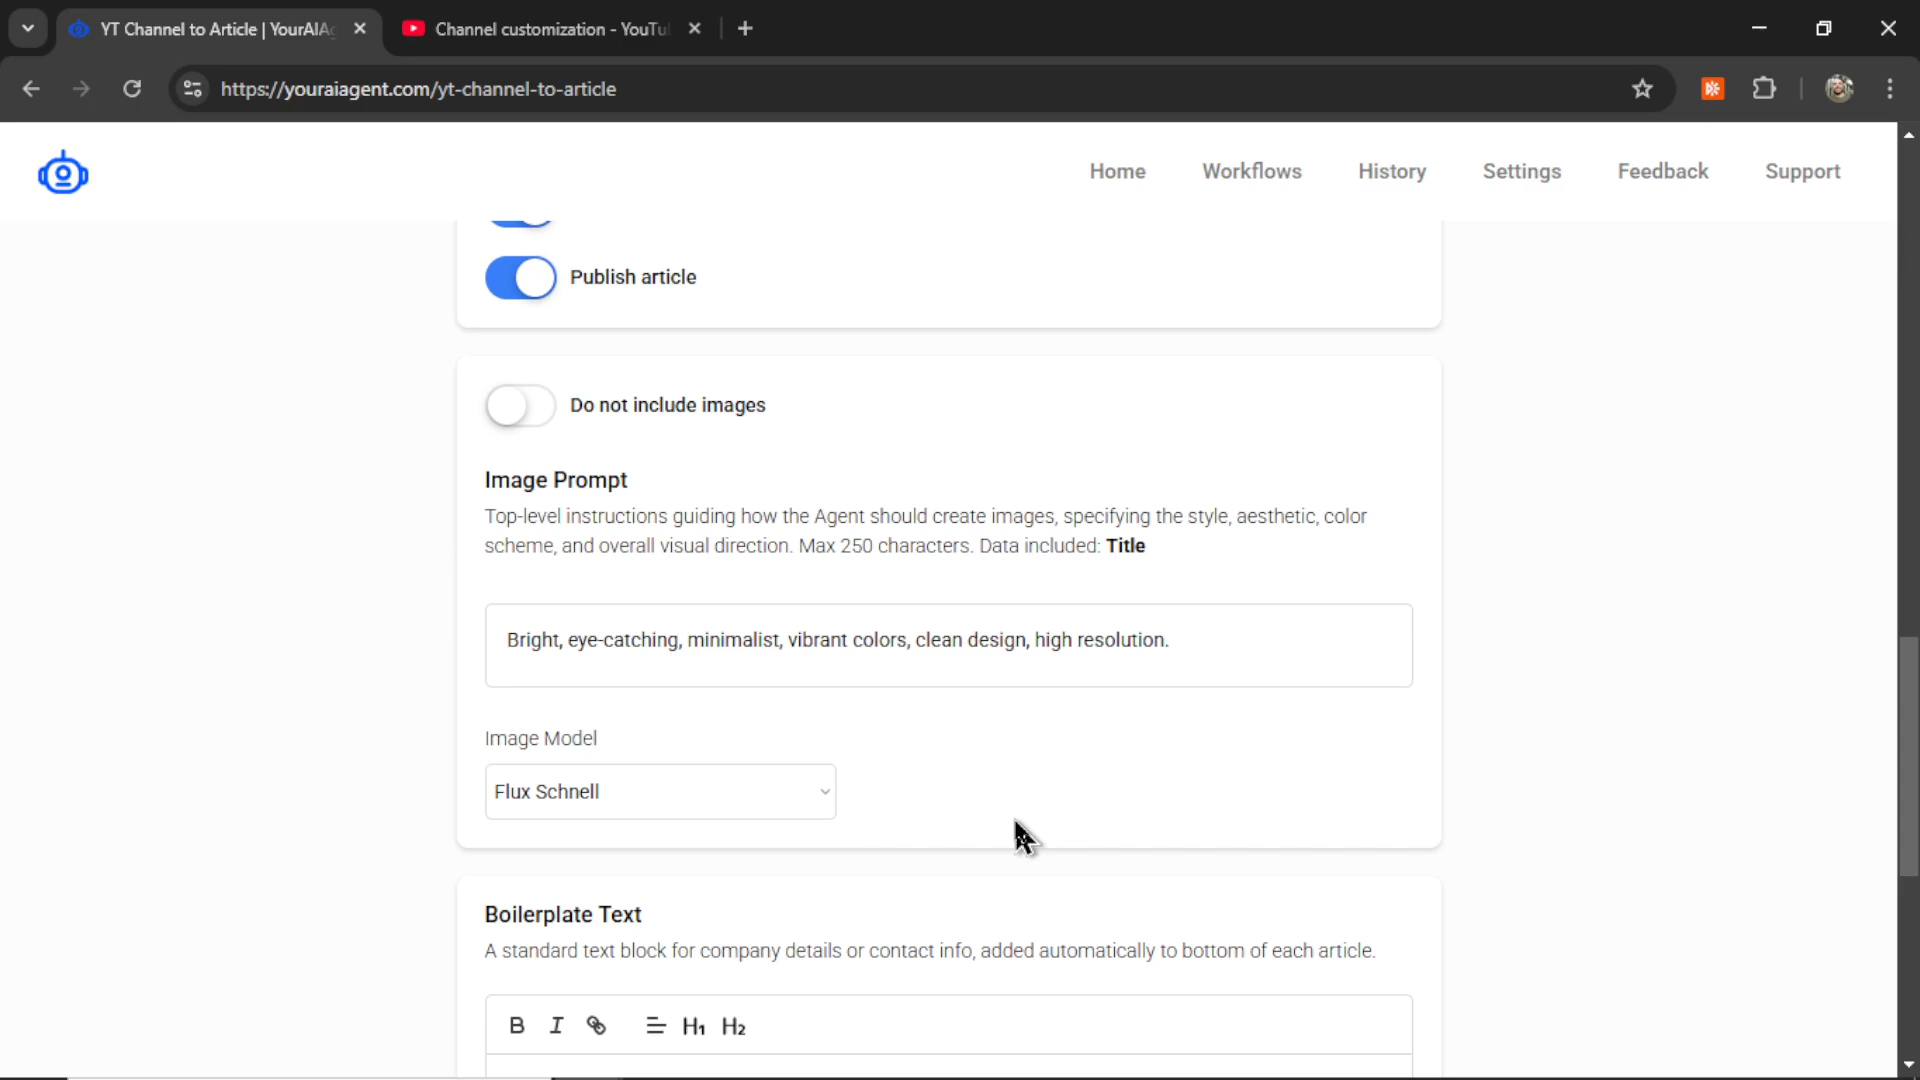 YT Channel to Article | YourAIAg
Channel customization - YouTu
https://youraiagent.com/yt-channel-to-article
Home
Workflows
History
Settings
Feedback
Support
Publish article
Do not include images
Image Prompt
Top-level instructions guiding how the Agent should create images, specifying the style, aesthetic, color
scheme, and overall visual direction. Max 250 characters. Data included: Title
Bright, eye-catching, minimalist, vibrant colors, clean design, high resolution.
Image Model
Flux Schnell
Boilerplate Text
A standard text block for company details or contact info, added automatically to bottom of each article.
B I H1 H2